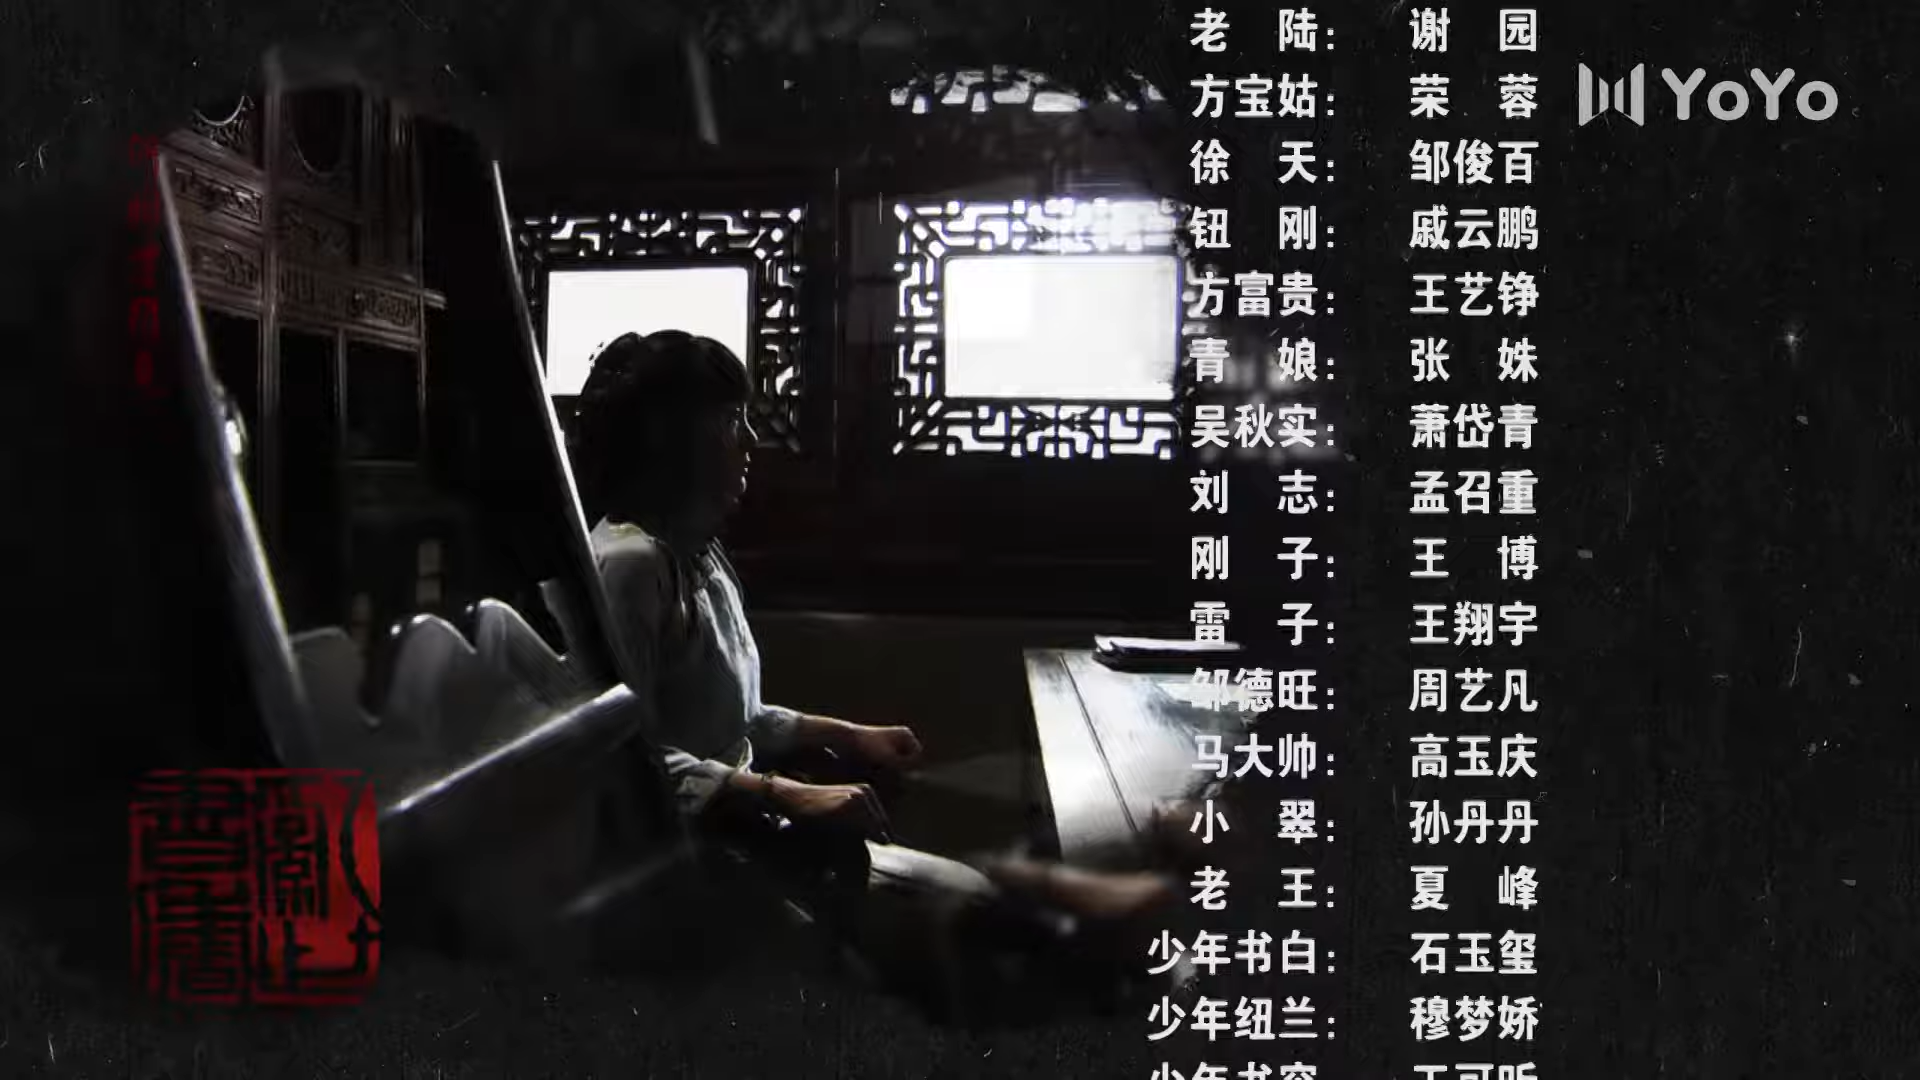 老陆：谢园
方宝姑：荣蓉
YoYo
徐天：邹俊百
钮刚：戚云鹏
方富贵：王艺铮
青娘：张姝
吴秋实：萧岱青
刘志：孟召重
刚子：王博
雷子：王翔宇
邹德旺：周艺凡
马大帅：高玉庆
小翠：孙丹丹
老王：夏峰
少年书白：石玉玺
少年纽兰：穆梦娇